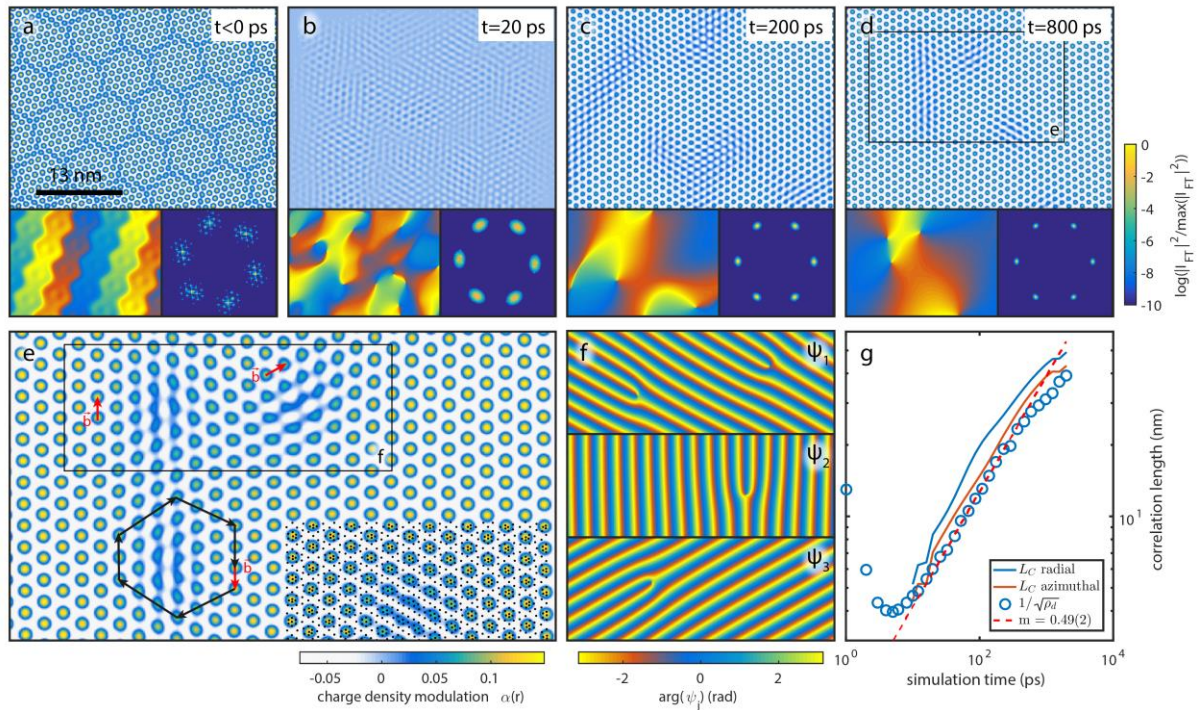 a
t<0 ps
13 nm
b
t=20 ps
c
t=200 ps
d
t=800 ps
e
0
-2
-4
-6
-8
-10
log(|I_FT|²/max(|I_FT|²))
e
b⃗
b⃗
f
b
-0.05
0
0.05
0.1
charge density modulation α(r)
f
ψ₁
ψ₂
ψ₃
-2
0
2
arg(ψ_j) (rad)
g
10¹
correlation length (nm)
L_C radial
L_C azimuthal
1/√ρ_d
m = 0.49(2)
10⁰
10²
10⁴
simulation time (ps)